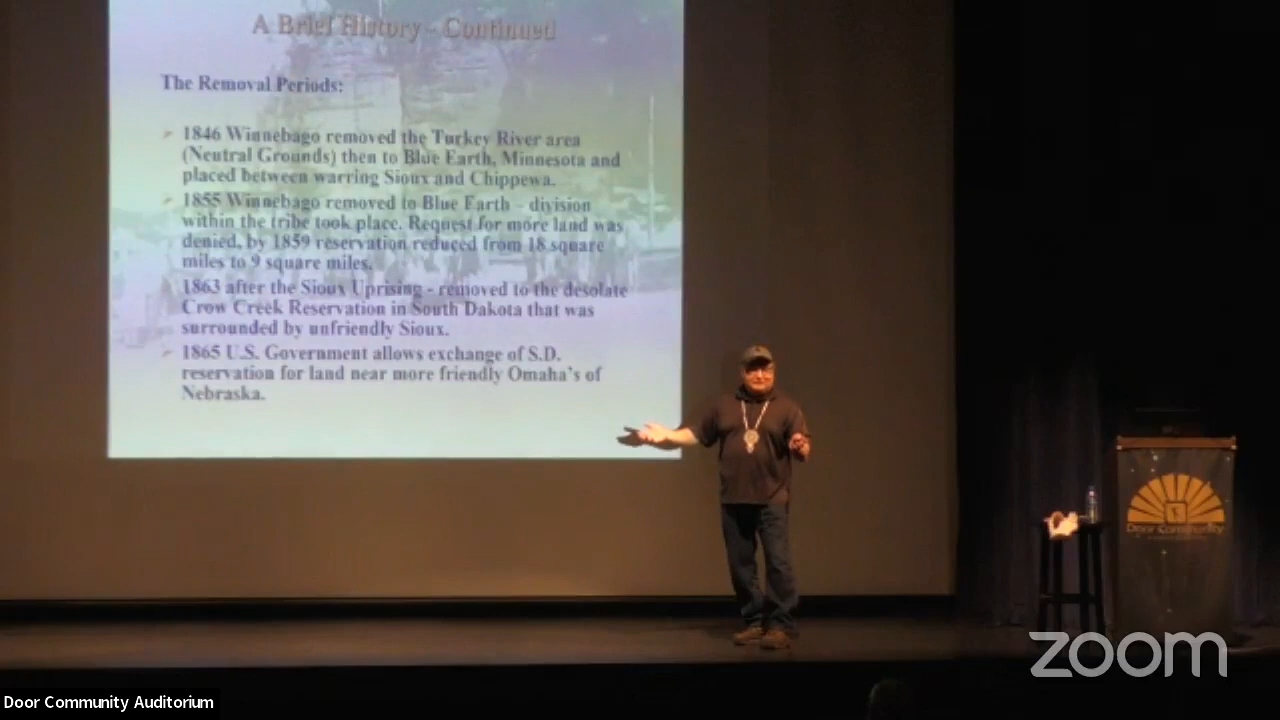 A Brief History - Continued
The Removal Periods:
1846 Winnebago removed the Turkey River area
(Neutral Grounds) then to Blue Earth, Minnesota and
placed between warring Sioux and Chippewa.
1855 Winnebago removed to Blue Earth - division
within the tribe took place. Request for more land was
denied, by 1859 reservation reduced from 18 square
miles to 9 square miles.
1863 after the Sioux Uprising - removed to the desolate
Crow Creek Reservation in South Dakota that was
surrounded by unfriendly Sioux.
1865 U.S. Government allows exchange of S.D.
reservation for land near more friendly Omaha's of
Nebraska.
Door Community
zoom
Door Community Auditorium